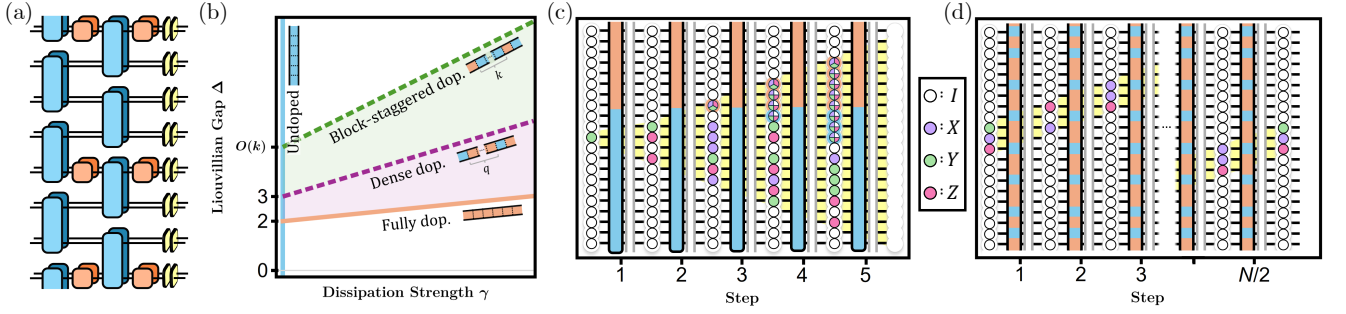 (a)
(b)
Liouvillian Gap Δ
O(k)
3
2
0
Undoped
Block-staggered dop.
k
Dense dop.
q
Fully dop.
Dissipation Strength γ
(c)
1
2
3
4
5
Step
: I
: X
: Y
: Z
(d)
...
1
2
3
N/2
Step